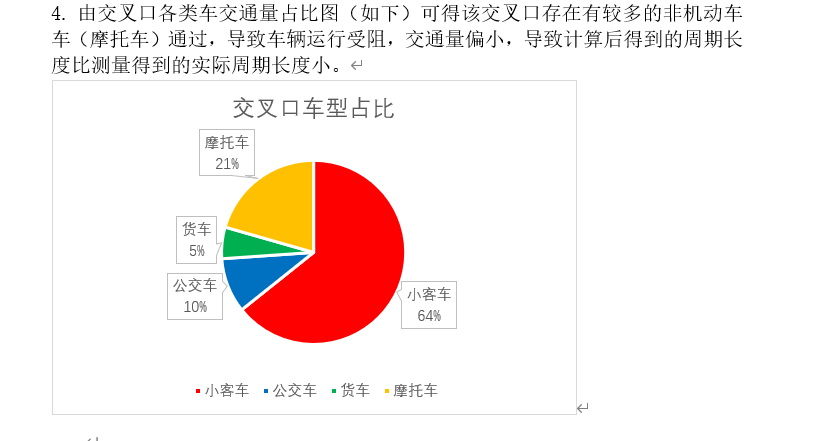 4. 由交叉口各类车交通量占比图（如下）可得该交叉口存在有较多的非机动车
车（摩托车）通过，导致车辆运行受阻，交通量偏小，导致计算后得到的周期长
度比测量得到的实际周期长度小。
交叉口车型占比
摩托车
21%
货车
5%
公交车
10%
小客车
64%
小客车 公交车 货车 摩托车